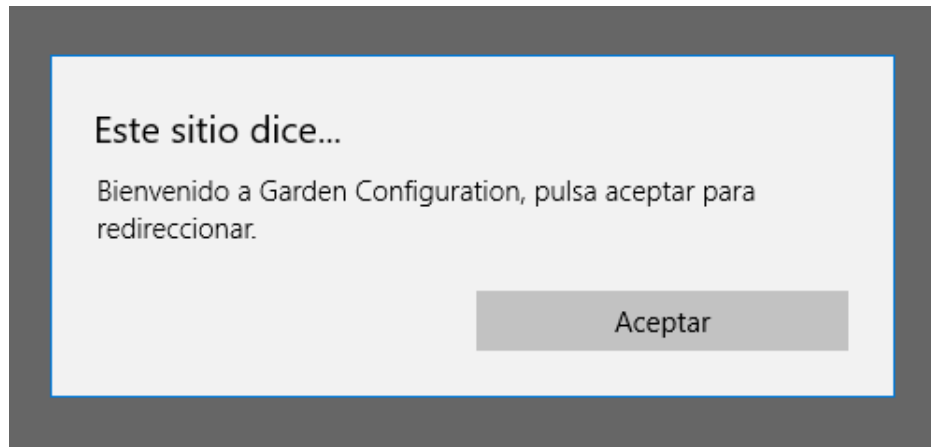 Este sitio dice...
Bienvenido a Garden Configuration, pulsa aceptar para
redireccionar.
Aceptar